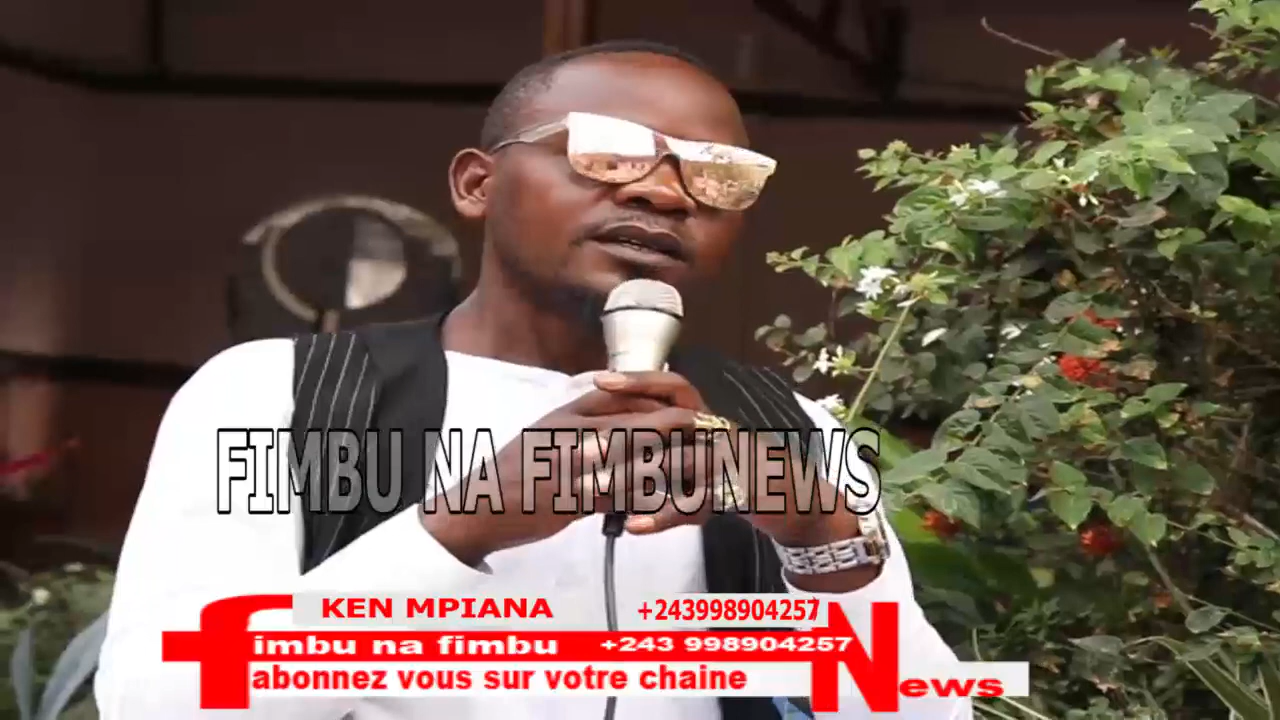 FIMBU NA FIMBUNEWS
KEN MPIANA +243998904257
fimbu na fimbu +243 998904257
abonnez vous sur votre chaine News